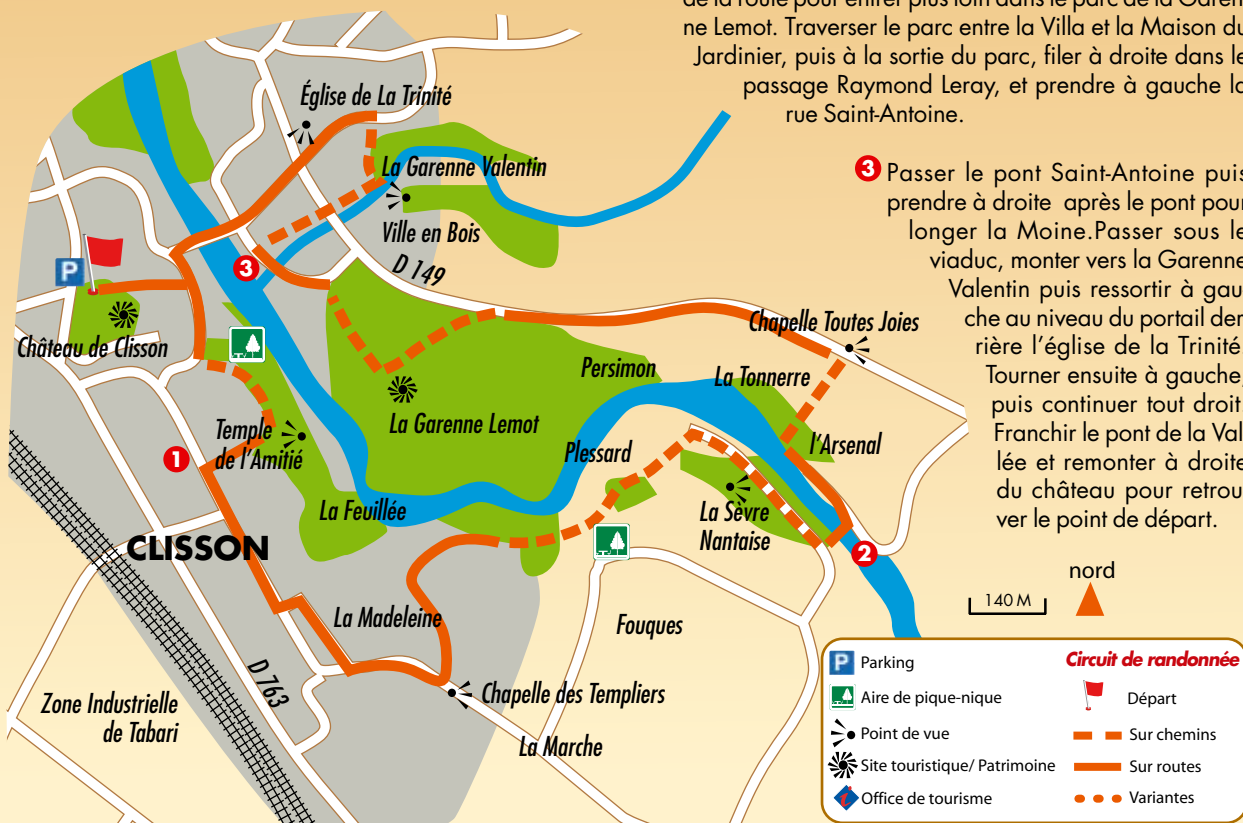 de la route pour entrer plus loin dans le parc de la Garen
ne Lemot. Traverser le parc entre la Villa et la Maison du
Jardinier, puis à la sortie du parc, filer à droite dans le
passage Raymond Leray, et prendre à gauche la
rue Saint-Antoine.
3 Passer le pont Saint-Antoine puis
prendre à droite après le pont pour
longer la Moine.Passer sous le
viaduc, monter vers la Garenne
Valentin puis ressortir à gau
che au niveau du portail der
rière l'église de la Trinité.
Tourner ensuite à gauche,
puis continuer tout droit.
Franchir le pont de la Val
lée et remonter à droite
du château pour retrou
ver le point de départ.
Église de La Trinité
La Garenne Valentin
Ville en Bois
D 149
P
3
Château de Clisson
Chapelle Toutes Joies
Persimon
La Tonnerre
La Garenne Lemot
Temple
de l'Amitié
1
Plessard
l'Arsenal
La Feuillée
La Sèvre
Nantaise
CLISSON
2
La Madeleine
Fouques
D 763
Chapelle des Templiers
Zone Industrielle
de Tabari
La Marche
nord
140 M
P Parking
Aire de pique-nique
Point de vue
Site touristique/ Patrimoine
Office de tourisme
Circuit de randonnée
Départ
Sur chemins
Sur routes
Variantes